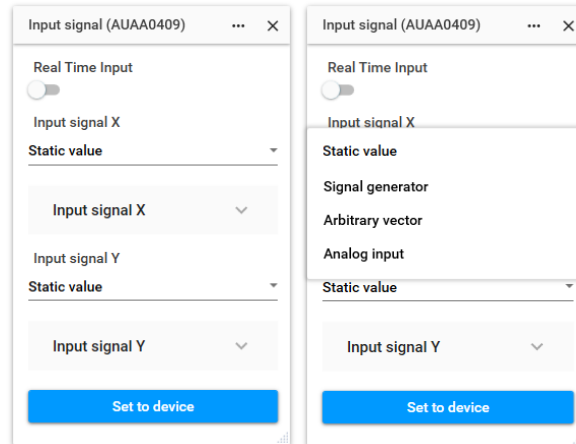 Input signal (AUAA0409)
Real Time Input
Input signal X
Static value
Input signal X
Input signal Y
Static value
Input signal Y
Set to device
Input signal (AUAA0409)
Real Time Input
Input signal X
Static value
Signal generator
Arbitrary vector
Analog input
Static value
Input signal Y
Set to device